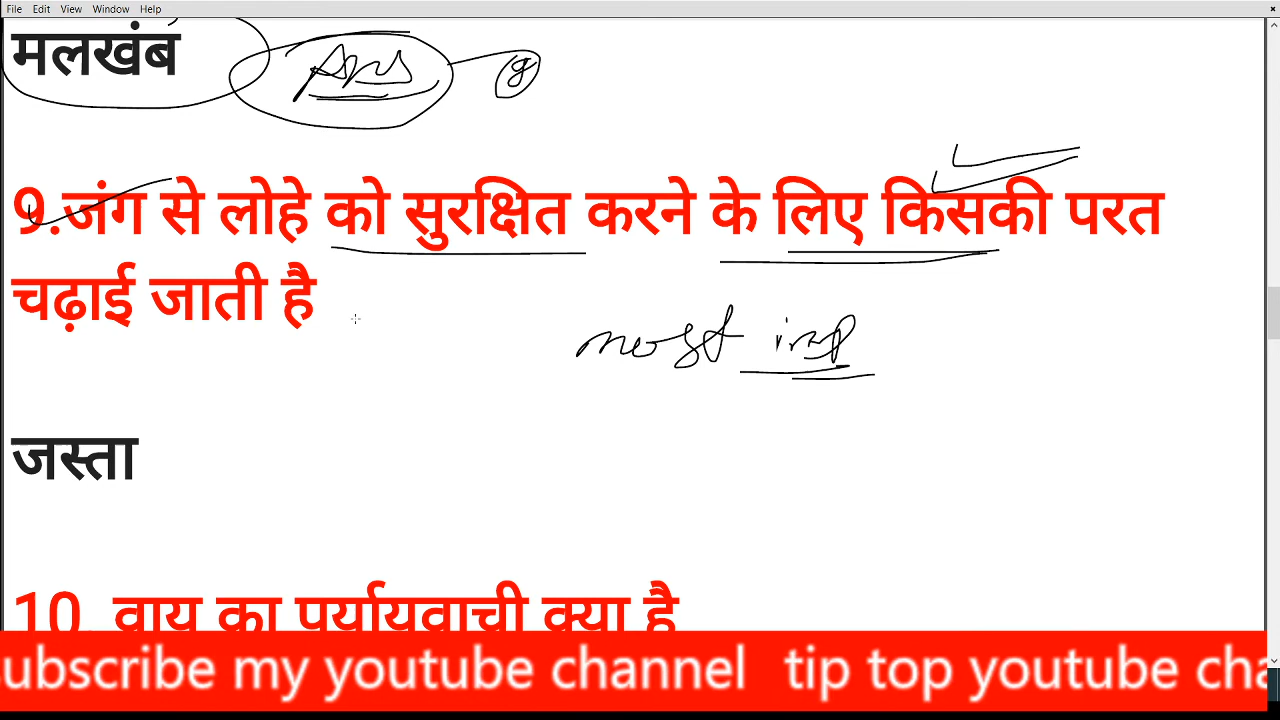 File Edit View Window Help
मलखंब Ans 8
9.जंग से लोहे को सुरक्षित करने के लिए किसकी परत
चढ़ाई जाती है
most imp
जस्ता
10. वायु का पर्यायवाची क्या है
ubscribe my youtube channel tip top youtube cha